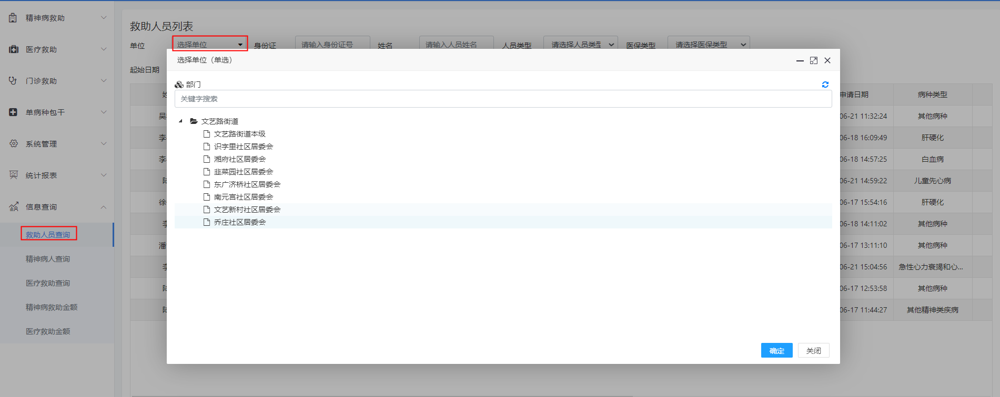 精神病救助
医疗救助
门诊救助
单病种包干
系统管理
统计报表
信息查询
救助人员查询
精神病人查询
医疗救助查询
精神病救助金额
医疗救助金额
救助人员列表
单位 选择单位 身份证 请输入身份证号 姓名 请输入人员姓名 人员类型 请选择人员类型 医保类型 请选择医保类型
起始日期
选择单位（单选）
部门
关键字搜索
文艺路街道
文艺路街道本级
识字里社区居委会
湘府社区居委会
韭菜园社区居委会
东广济桥社区居委会
南元宫社区居委会
文艺新村社区居委会
乔庄社区居委会
确定 关闭
申请日期 病种类型
吴 06-21 11:32:24 其他病种
李 06-18 16:09:49 肝硬化
李 06-18 14:57:25 白血病
06-21 14:59:22 儿童先心病
徐 06-17 15:54:16 肝硬化
李 06-18 14:11:02 其他病种
潘 06-17 13:11:10 其他病种
李 06-21 15:04:56 急性心力衰竭和心...
06-17 12:53:58 其他病种
06-17 11:44:27 其他精神类疾病